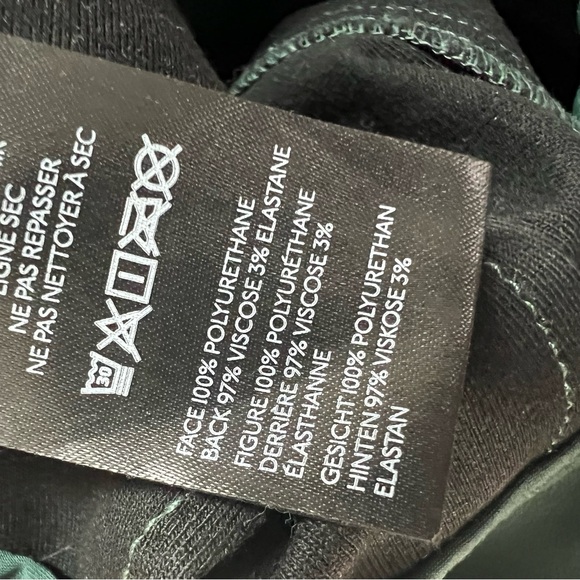 LIGNE SEC
NE PAS REPASSER
NE PAS NETTOYER À SEC
30
FACE 100% POLYURETHANE
BACK 97% VISCOSE 3% ELASTANE
FIGURE 100% POLYURÉTHANE
DERRIÈRE 97% VISCOSE 3%
ÉLASTHANNE
GESICHT 100% POLYURETHAN
HINTEN 97% VISKOSE 3%
ELASTAN